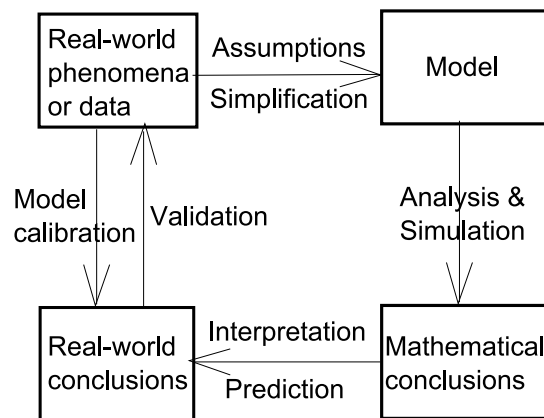 Real-world
phenomena
or data
Assumptions
Simplification
Model
Model
calibration
Validation
Analysis &
Simulation
Real-world
conclusions
Interpretation
Prediction
Mathematical
conclusions